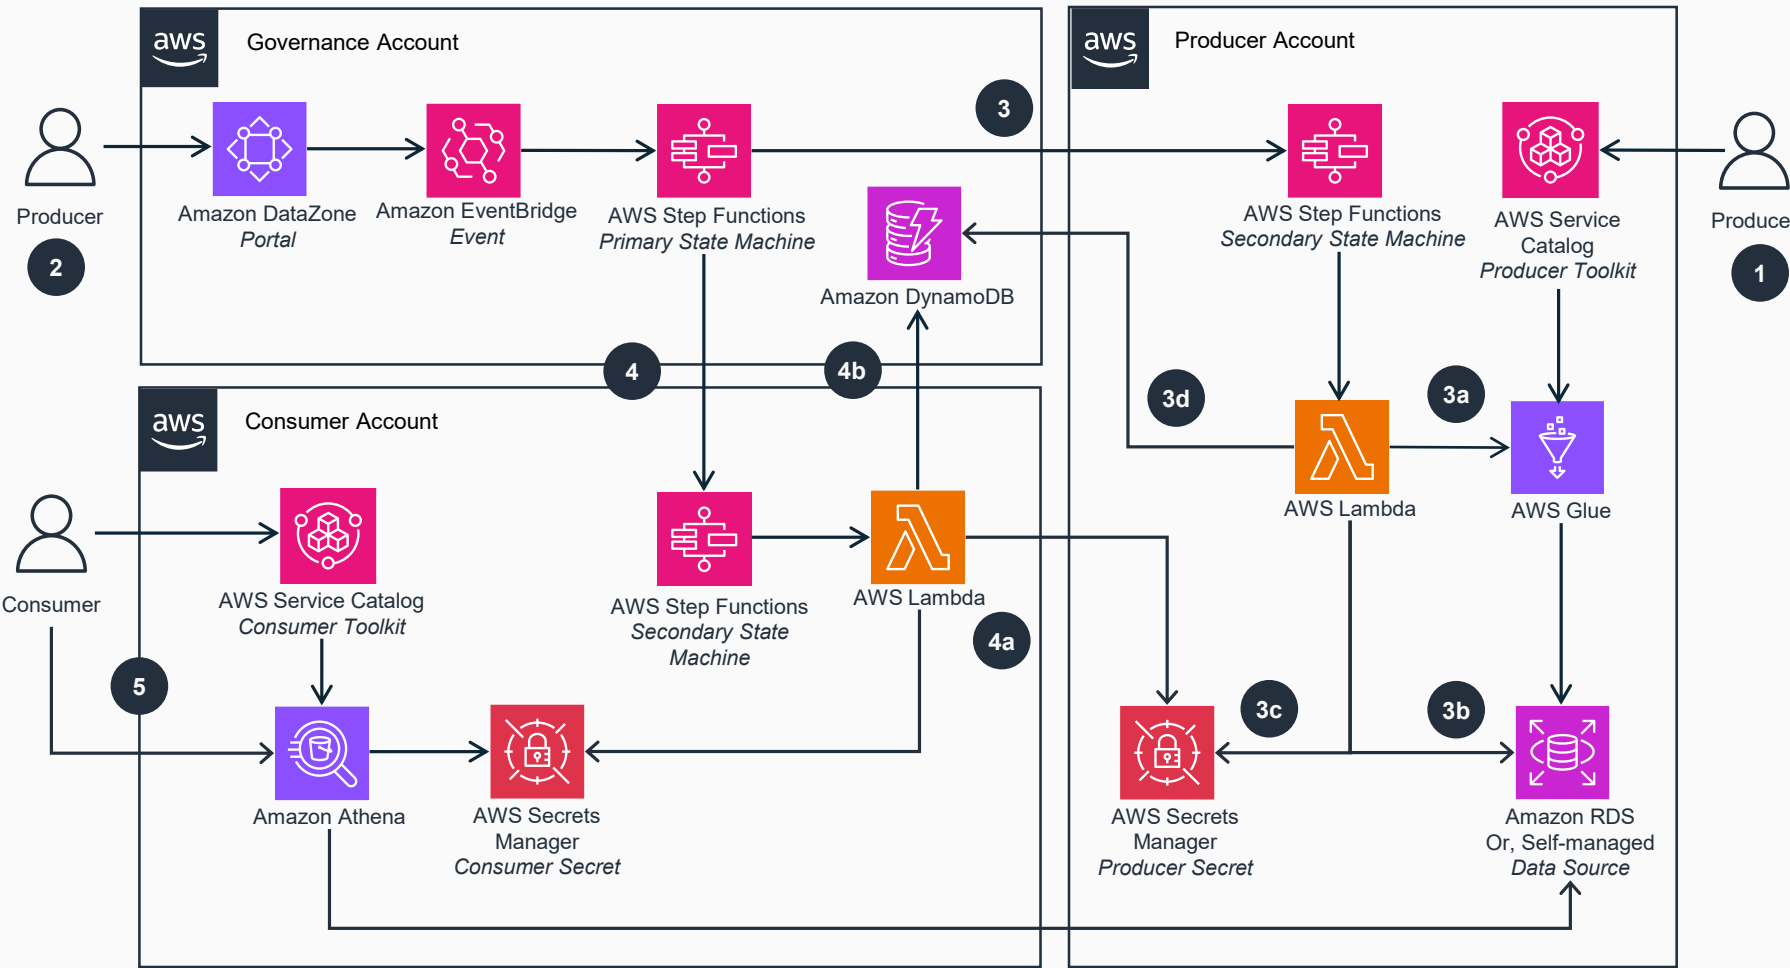 aws
Governance Account
Producer
2
Amazon DataZone
Portal
Amazon EventBridge
Event
AWS Step Functions
Primary State Machine
Amazon DynamoDB
3
aws
Producer Account
AWS Step Functions
Secondary State Machine
AWS Service
Catalog
Producer Toolkit
Produce
1
4
4b
3d
3a
AWS Lambda
AWS Glue
aws
Consumer Account
Consumer
AWS Service Catalog
Consumer Toolkit
AWS Step Functions
Secondary State
Machine
AWS Lambda
4a
5
Amazon Athena
AWS Secrets
Manager
Consumer Secret
3c
3b
AWS Secrets
Manager
Producer Secret
Amazon RDS
Or, Self-managed
Data Source